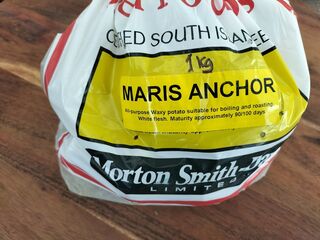 SOUTH
1kg
MARIS ANCHOR
purpose Waxy potato suitable for boiling and roasting
White flesh. Maturity approximately 90/100 days
Morton Smith-
LIMITED